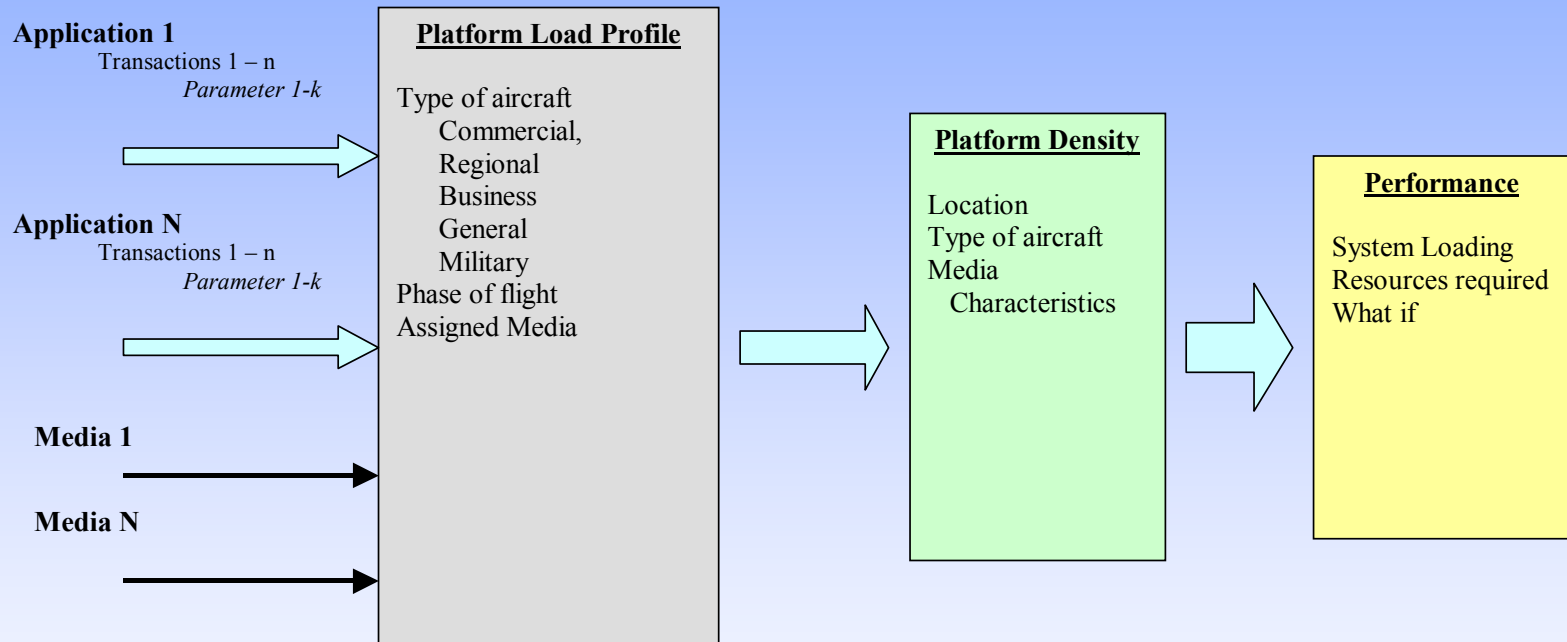 Application 1
Transactions 1 – n
Parameter 1-k
Application N
Transactions 1 – n
Parameter 1-k
Media 1
Media N
Platform Load Profile
Type of aircraft
Commercial,
Regional
Business
General
Military
Phase of flight
Assigned Media
Platform Density
Location
Type of aircraft
Media
Characteristics
Performance
System Loading
Resources required
What if